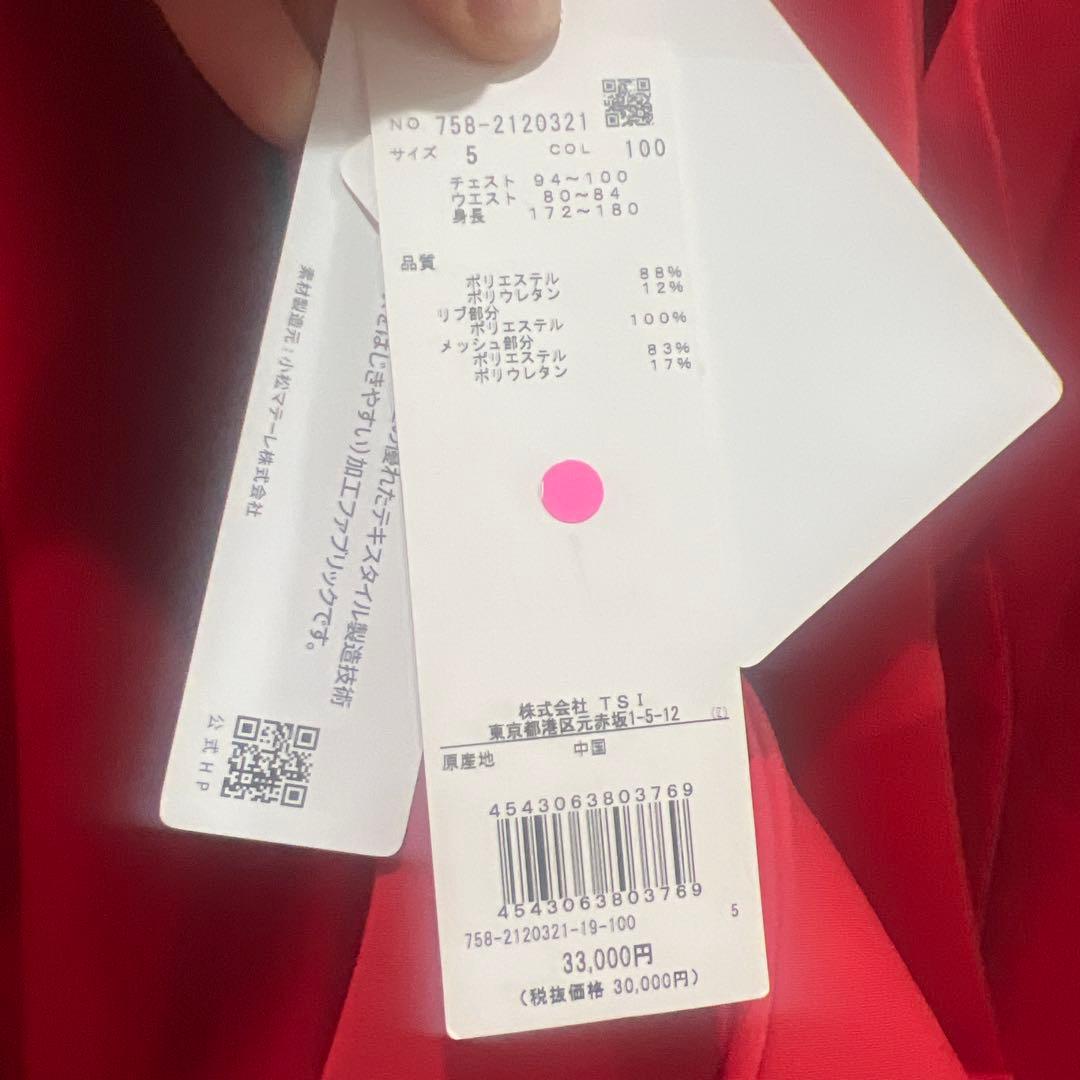 NO 758-2120321
サイズ 5 COL 100
チェスト 94～100
ウエスト 80～84
身長 172～180
品質
ポリエステル 88%
ポリウレタン 12%
リブ部分
ポリエステル 100%
メッシュ部分
ポリエステル 83%
ポリウレタン 17%
株式会社 TSI
東京都港区元赤坂1-5-12
原産地 中国
4543063803769
4543063803769
758-2120321-19-100 5
33,000円
(税抜価格 30,000円)
優れたテキスタイル製造技術
はじきやすい)加工ファブリックです。
素材製造元：小松マテーレ株式会社
公式HP